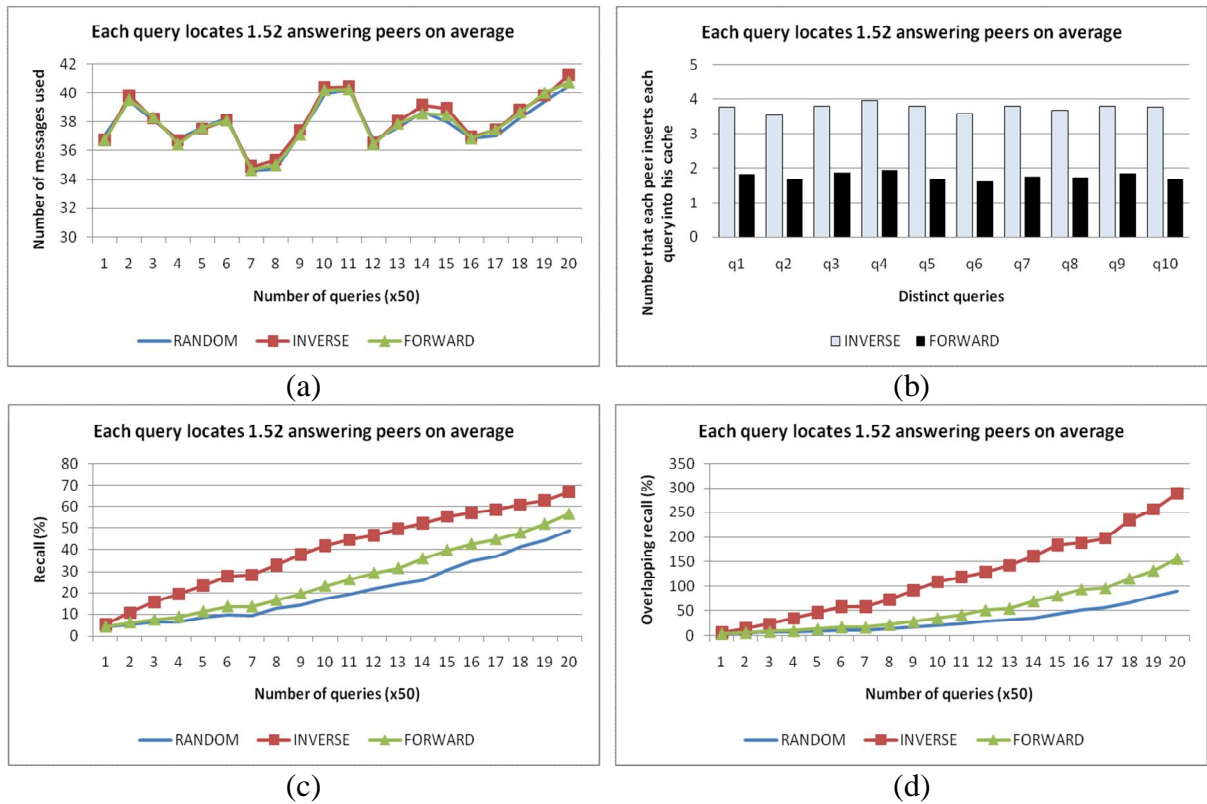 Each query locates 1.52 answering peers on average
Number of messages used
42
40
38
36
34
32
30
1 2 3 4 5 6 7 8 9 10 11 12 13 14 15 16 17 18 19 20
Number of queries (x50)
RANDOM INVERSE FORWARD
(a)
Each query locates 1.52 answering peers on average
Number that each peer inserts each
query into his cache
5
4
3
2
1
0
q1 q2 q3 q4 q5 q6 q7 q8 q9 q10
Distinct queries
INVERSE FORWARD
(b)
Each query locates 1.52 answering peers on average
Recall (%)
80
70
60
50
40
30
20
10
0
1 2 3 4 5 6 7 8 9 10 11 12 13 14 15 16 17 18 19 20
Number of queries (x50)
RANDOM INVERSE FORWARD
(c)
Each query locates 1.52 answering peers on average
Overlapping recall (%)
350
300
250
200
150
100
50
0
1 2 3 4 5 6 7 8 9 10 11 12 13 14 15 16 17 18 19 20
Number of queries (x50)
RANDOM INVERSE FORWARD
(d)